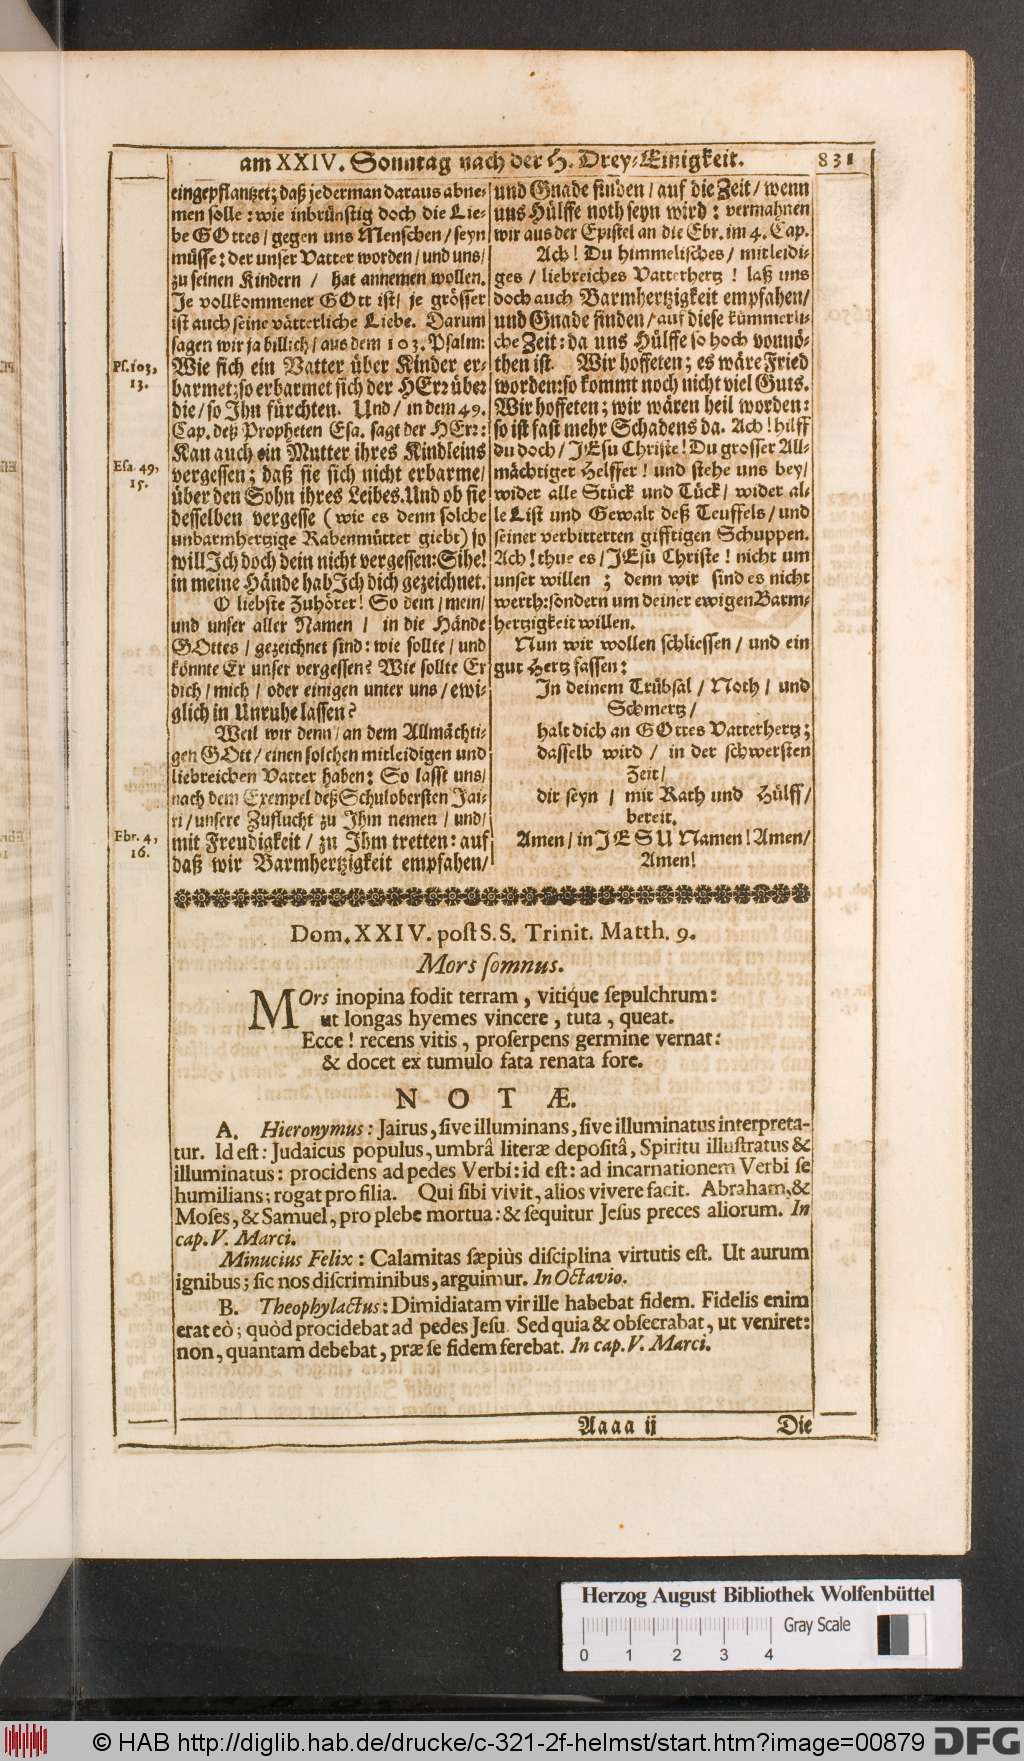 am XXIV. Sonntag nach der H. Drey-Einigkeit. 831
eingepflantzet; daß jederman daraus abne-
men solle: wie inbrünstig doch die Lie-
be GOttes / gegen uns Menschen / seyn
müsse: der unser Vatter worden / und uns /
zu seinen Kindern / hat annemen wollen.
Je vollkommener GOtt ist / je grösser
ist auch seine vätterliche Liebe. Darum
sagen wir ja billich / aus dem 103. Psalm:
Ps. 103,
13.
Wie sich ein Vatter über Kinder er-
barmet; so erbarmet sich der HErr über
die / so Ihn fürchten. Und / in dem 49.
Cap. deß Propheten Esa. sagt der HErr:
Esa. 49,
15.
Kan auch ein Mutter ihres Kindleins
vergessen; daß sie sich nicht erbarme /
über den Sohn ihres Leibes. Und ob sie
desselben vergesse (wie es denn solche
unbarmhertzige Rabenmütter giebt) so
will Ich doch dein nicht vergessen: Sihe!
in meine Hände hab Ich dich gezeichnet.
O liebste Zuhörer! So dein / mein /
und unser aller Namen / in die Hände
GOttes / gezeichnet sind: wie sollte / und
könnte Er unser vergessen? Wie sollte Er
dich / mich / oder einigen unter uns / ewi-
glich in Unruhe lassen?
Weil wir denn / an dem Allmächti-
gen GOtt / einen solchen mitleidigen und
liebreichen Vatter haben: So lasst uns /
nach dem Exempel deß Schulobersten Jai-
ri / unsere Zuflucht zu Ihm nemen / und /
Ebr. 4,
16.
mit Freudigkeit / zu Ihm tretten: auf
daß wir Barmhertzigkeit empfahen /
und Gnade finden / auf die Zeit / wenn
uns Hülffe noth seyn wird: vermahnen
wir aus der Epistel an die Ebr. im 4. Cap.
Ach! Du himmelisches / mitleidi-
ges / liebreiches Vatterhertz! laß uns
doch auch Barmhertzigkeit empfahen /
und Gnade finden / auf diese kümmerli-
che Zeit: da uns Hülffe so hoch vonnö-
then ist. Wir hoffeten; es wäre Fried
worden: so kommt noch nicht viel Guts.
Wir hoffeten; wir wären heil worden:
so ist fast mehr Schadens da. Ach! hilff
du doch / JEsu Christe! Du grosser All-
mächtiger Helffer! und stehe uns bey /
wider alle Stück und Tück / wider al-
le List und Gewalt deß Teuffels / und
seiner verbitterten gifftigen Schuppen.
Ach! thue es / JEsu Christe! nicht um
unser willen; denn wir sind es nicht
werth: sondern um deiner ewigen Barm-
hertzigkeit willen.
Nun wir wollen schliessen / und ein
gut Hertz fassen:
In deinem Trübsal / Noth / und
Schmertz /
halt dich an GOttes Vatterhertz;
dasselb wird / in der schwersten
Zeit /
dir seyn / mit Rath und Hülff /
bereit.
Amen / in JESU Namen! Amen /
Amen!
Dom. XXIV. post S.S. Trinit. Matth. 9.
Mors somnus.
MOrs inopina fodit terram, vitiq́ue sepulchrum:
ut longas hyemes vincere, tuta, queat.
Ecce! recens vitis, proserpens germine vernat:
& docet ex tumulo fata renata fore.
NOTÆ.
A. Hieronymus: Jairus, sive illuminans, sive illuminatus interpreta-
tur. Id est: Judaicus populus, umbrâ literæ depositâ, Spiritu illustratus &
illuminatus: procidens ad pedes Verbi: id est: ad incarnationem Verbi se
humilians; rogat pro filia. Qui sibi vivit, alios vivere facit. Abraham, &
Moses, & Samuel, pro plebe mortua: & sequitur Jesus preces aliorum. In
cap. V. Marci.
Minucius Felix: Calamitas sæpiùs disciplina virtutis est. Ut aurum
ignibus; sic nos discriminibus, arguimur. In Octavio.
B. Theophylactus: Dimidiatam vir ille habebat fidem. Fidelis enim
erat eò; quòd procidebat ad pedes Jesu. Sed quia & obsecrabat, ut veniret:
non, quantam debebat, præ se fidem ferebat. In cap. V. Marci.
Aaaa ij Die
Herzog August Bibliothek Wolfenbüttel
Gray Scale
0 1 2 3 4
© HAB http://diglib.hab.de/drucke/c-321-2f-helmst/start.htm?image=00879 DFG